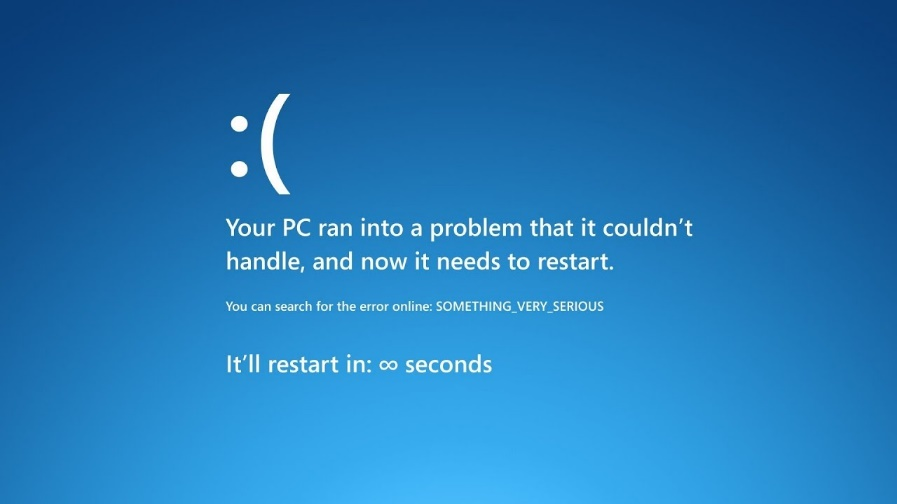 :(
Your PC ran into a problem that it couldn’t
handle, and now it needs to restart.
You can search for the error online: SOMETHING_VERY_SERIOUS
It’ll restart in: ∞ seconds